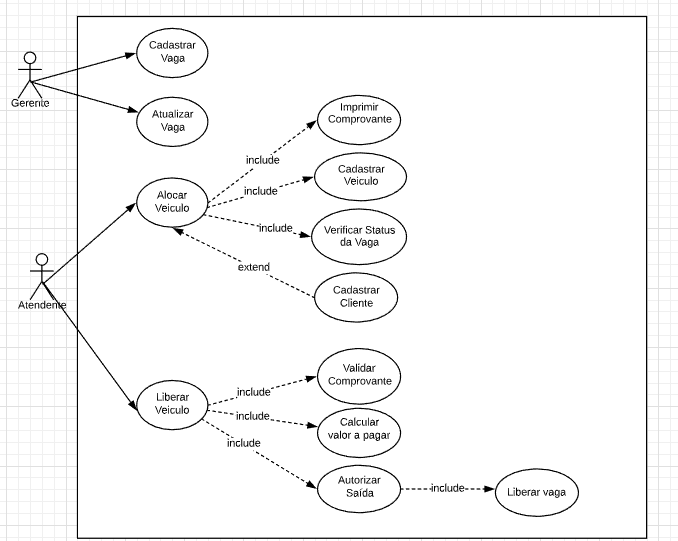 Cadastrar
Vaga
Gerente
Atualizar
Vaga
Imprimir
Comprovante
include
Cadastrar
Veiculo
include
Alocar
Veiculo
include
Verificar Status
da Vaga
extend
Cadastrar
Cliente
Atendente
Validar
Comprovante
include
Liberar
Veiculo
include
Calcular
valor a pagar
include
Autorizar
Saída
include
Liberar vaga